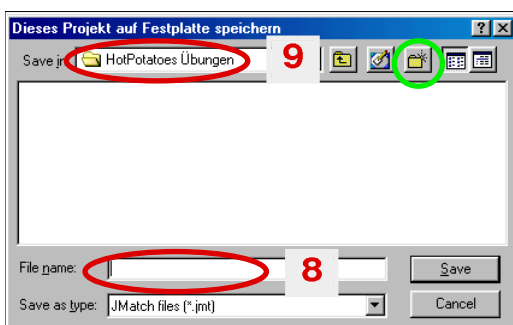 Dieses Projekt auf Festplatte speichern
Save in: HotPotatoes Übungen 9
File name: 8 Save
Save as type: JMatch files (*.jmt) Cancel